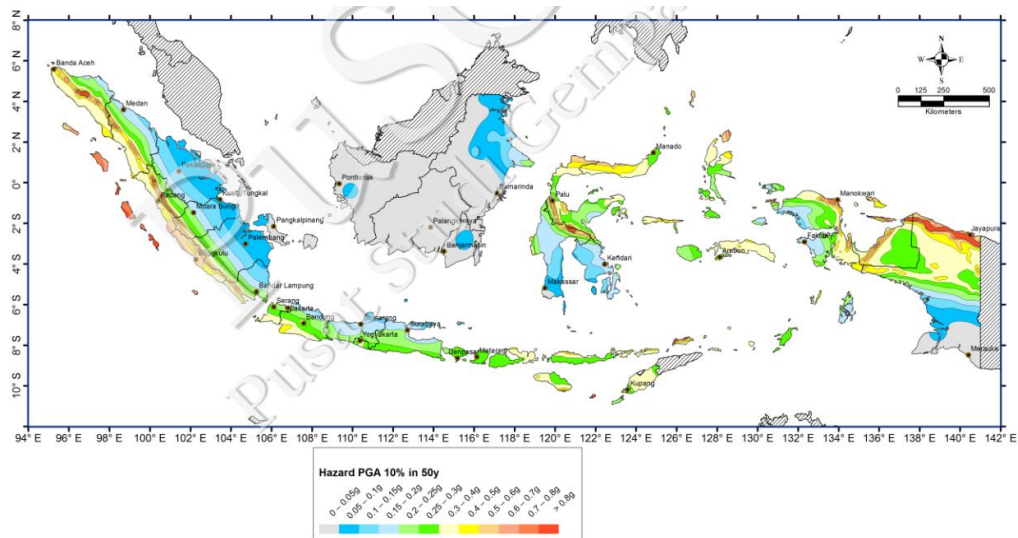 8° N
6° N
4° N
2° N
0°
2° S
4° S
6° S
8° S
10° S
N
W E
S
0 125 250 500
Kilometers
Banda Aceh
Medan
Padang
Muara Bungo
Kuala Tungkal
Pangkalpinang
Palembang
Bengkulu
Bandar Lampung
Serang
Jakarta
Bandung
Semarang
Yogyakarta
Surabaya
Denpasar
Mataram
Kupang
Pontianak
Palangkaraya
Banjarmasin
Samarinda
Palu
Manado
Kendari
Makassar
Ambon
Manokwari
Jayapura
Merauke
94° E 96° E 98° E 100° E 102° E 104° E 106° E 108° E 110° E 112° E 114° E 116° E 118° E 120° E 122° E 124° E 126° E 128° E 130° E 132° E 134° E 136° E 138° E 140° E 142° E
Hazard PGA 10% in 50y
0 – 0.05g
0.05 – 0.1g
0.1 – 0.15g
0.15 – 0.2g
0.2 – 0.25g
0.25 – 0.3g
0.3 – 0.4g
0.4 – 0.5g
0.5 – 0.6g
0.6 – 0.7g
0.7 – 0.8g
> 0.8g